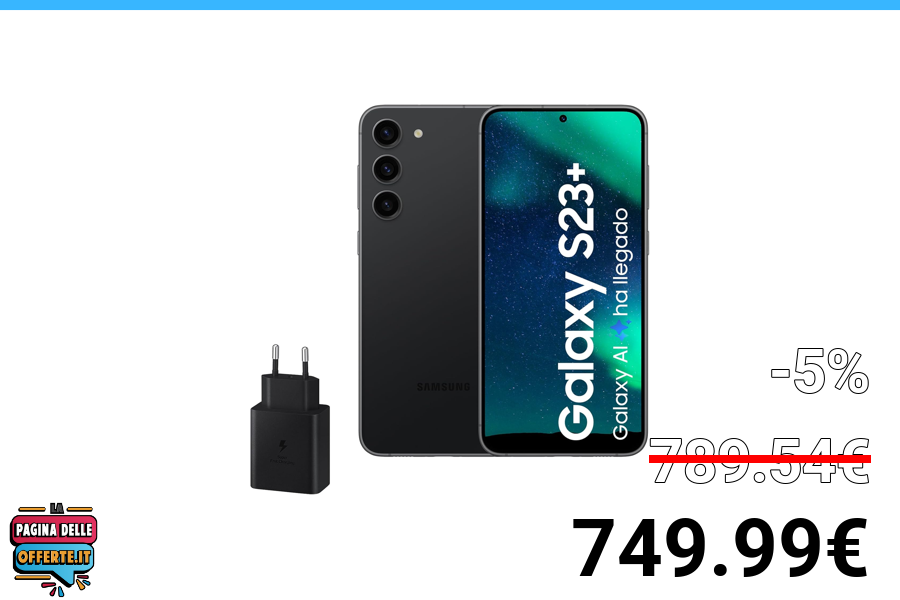 Galaxy S23+
Galaxy AI ha llegado
SAMSUNG
-5%
789.54€
749.99€
LA
PAGINA DELLE
OFFERTE.IT